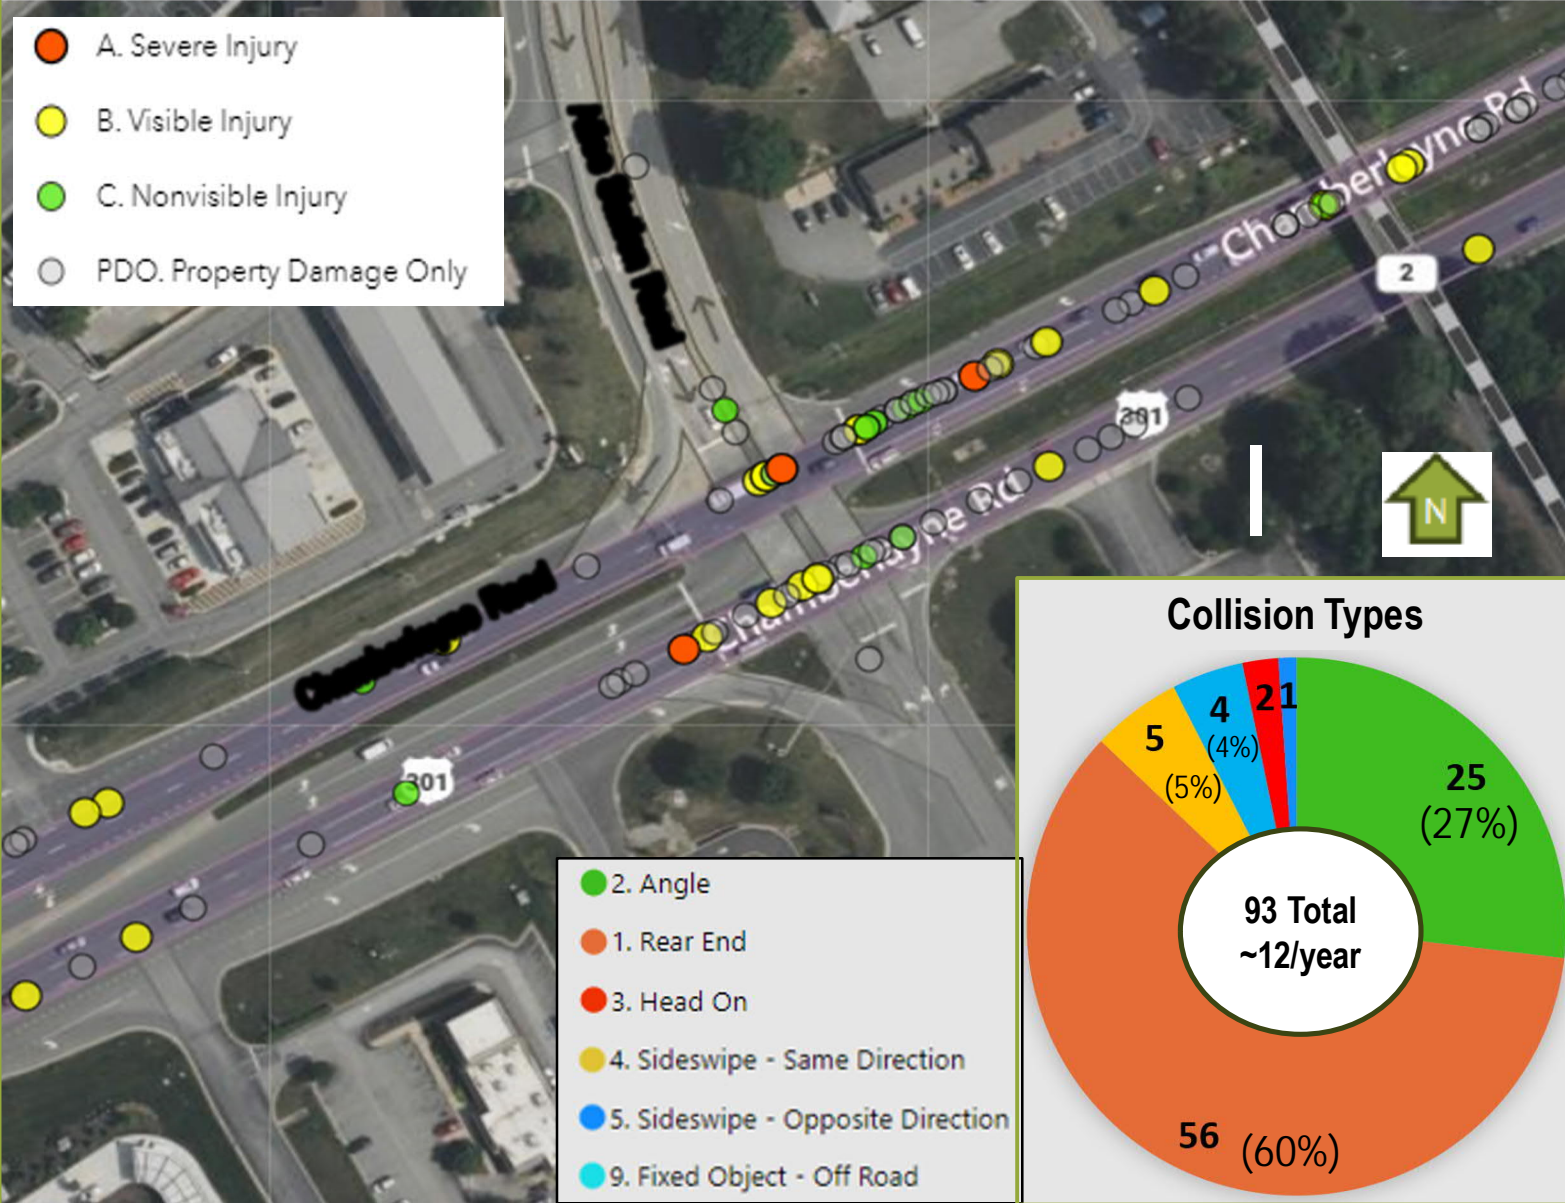 A. Severe Injury
B. Visible Injury
C. Nonvisible Injury
PDO. Property Damage Only
Chamberlayne Rd
2
301
Chamberlayne Rd
Road
301
N
Collision Types
2
1
4
(4%)
5
(5%)
25
(27%)
93 Total
~12/year
56 (60%)
2. Angle
1. Rear End
3. Head On
4. Sideswipe - Same Direction
5. Sideswipe - Opposite Direction
9. Fixed Object - Off Road